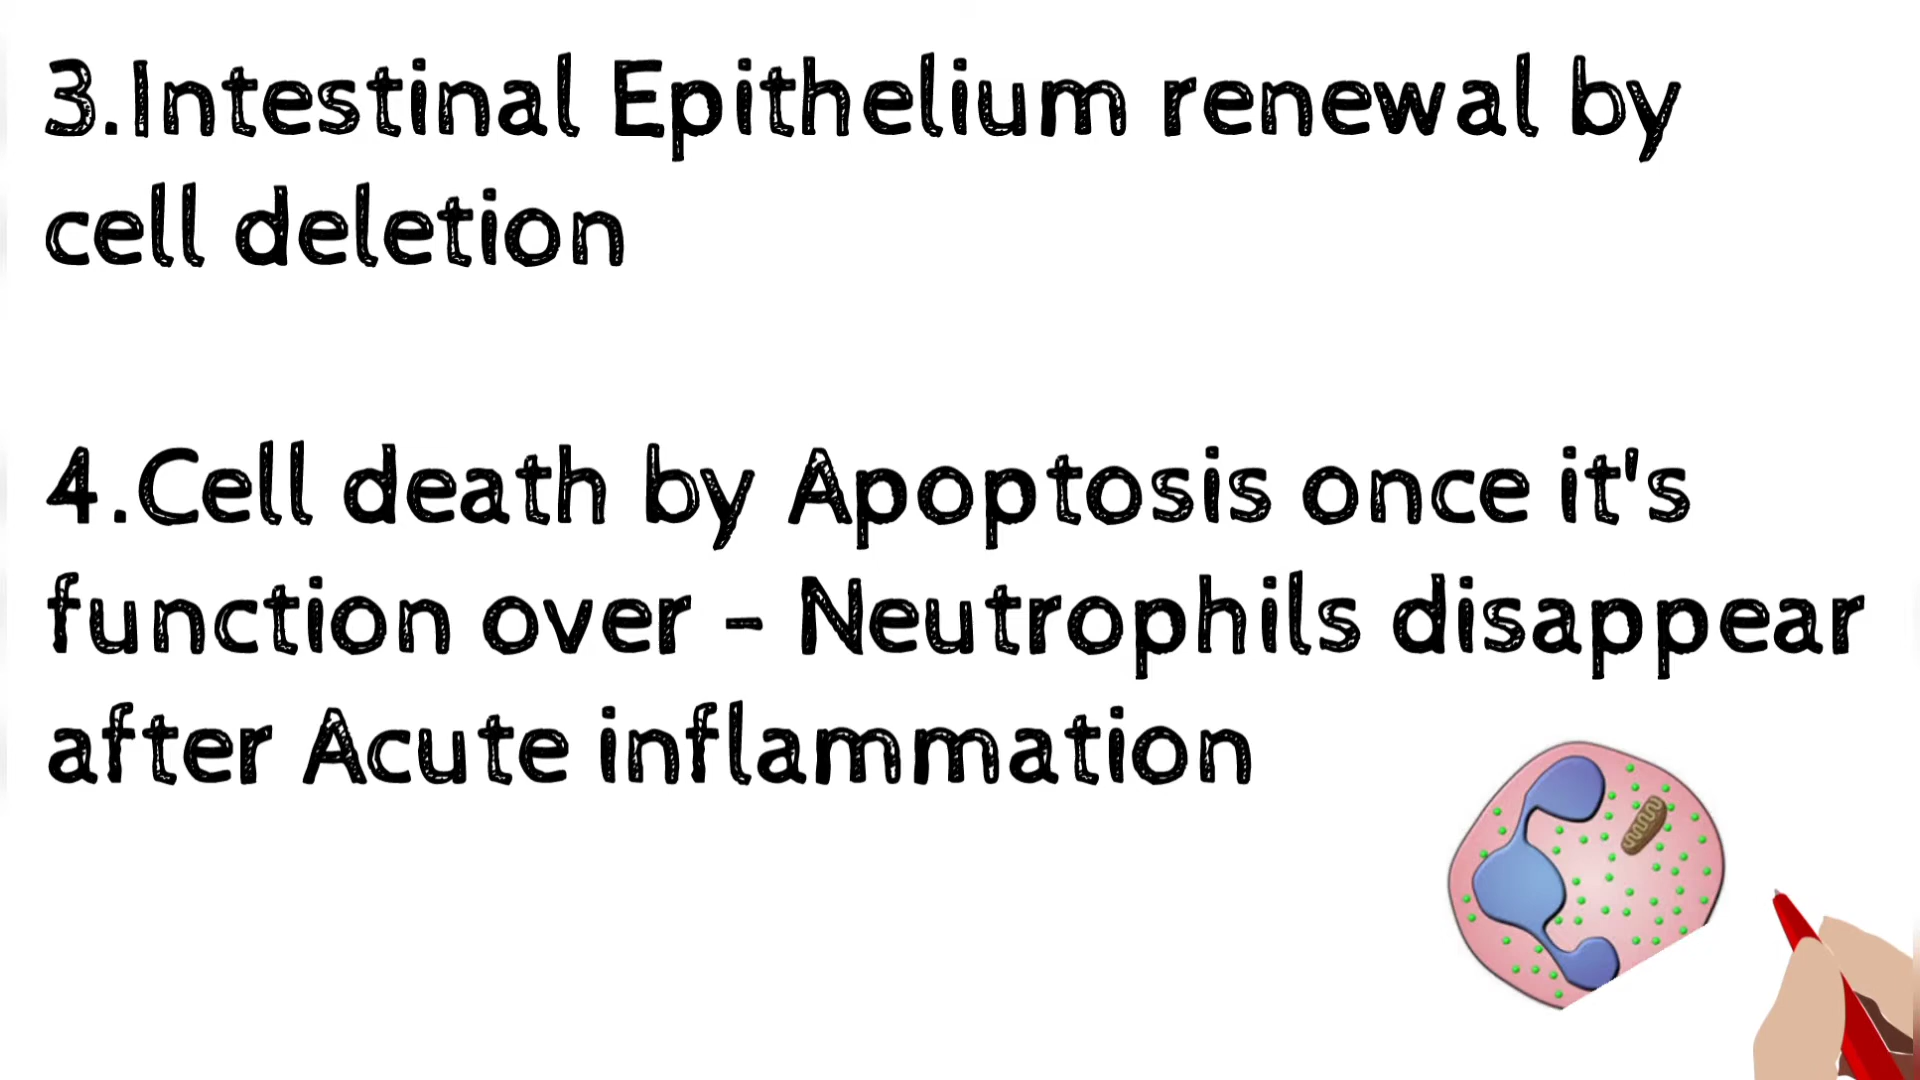 3.Intestinal Epithelium renewal by
cell deletion
4.Cell death by Apoptosis once it's
function over - Neutrophils disappear
after Acute inflammation